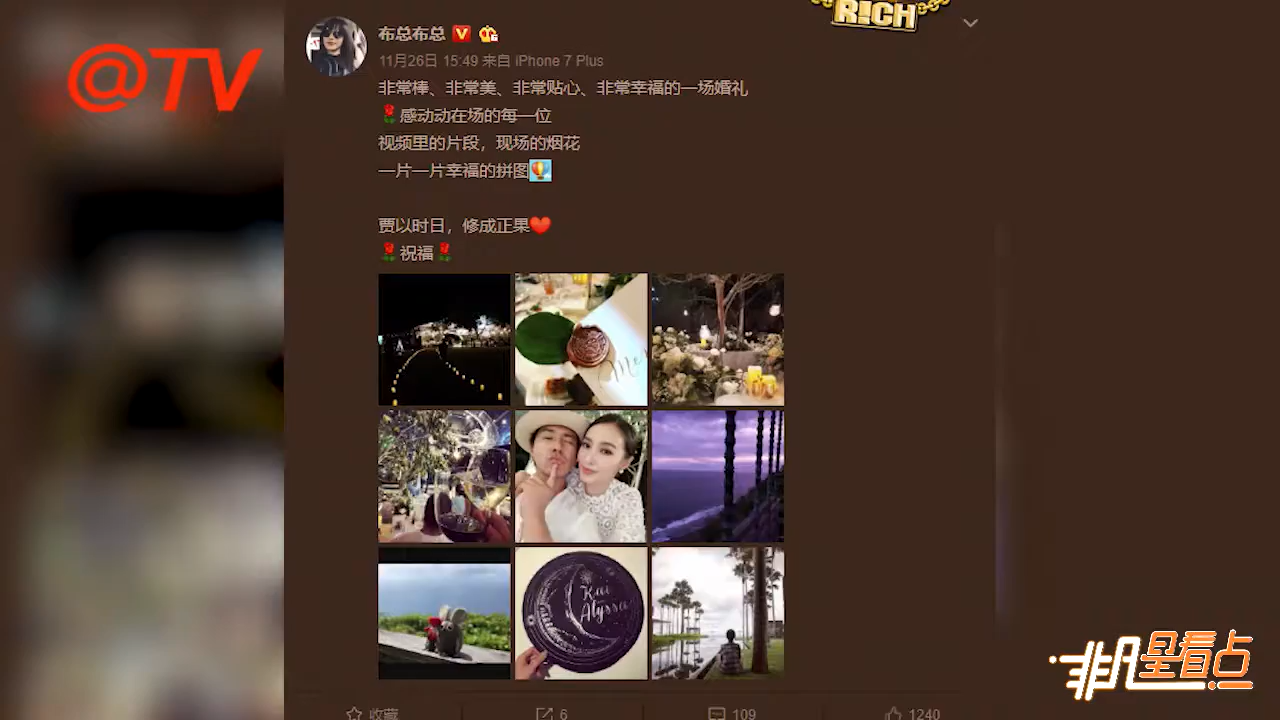 RICH
@TV
布总布总
11月26日 15:49 来自 iPhone 7 Plus
非常棒、非常美、非常贴心、非常幸福的一场婚礼
感动动在场的每一位
视频里的片段，现场的烟花
一片一片幸福的拼图
贾以时日，修成正果
祝福
Kai
Alyssa
收藏
6
109
1240
非凡星看点